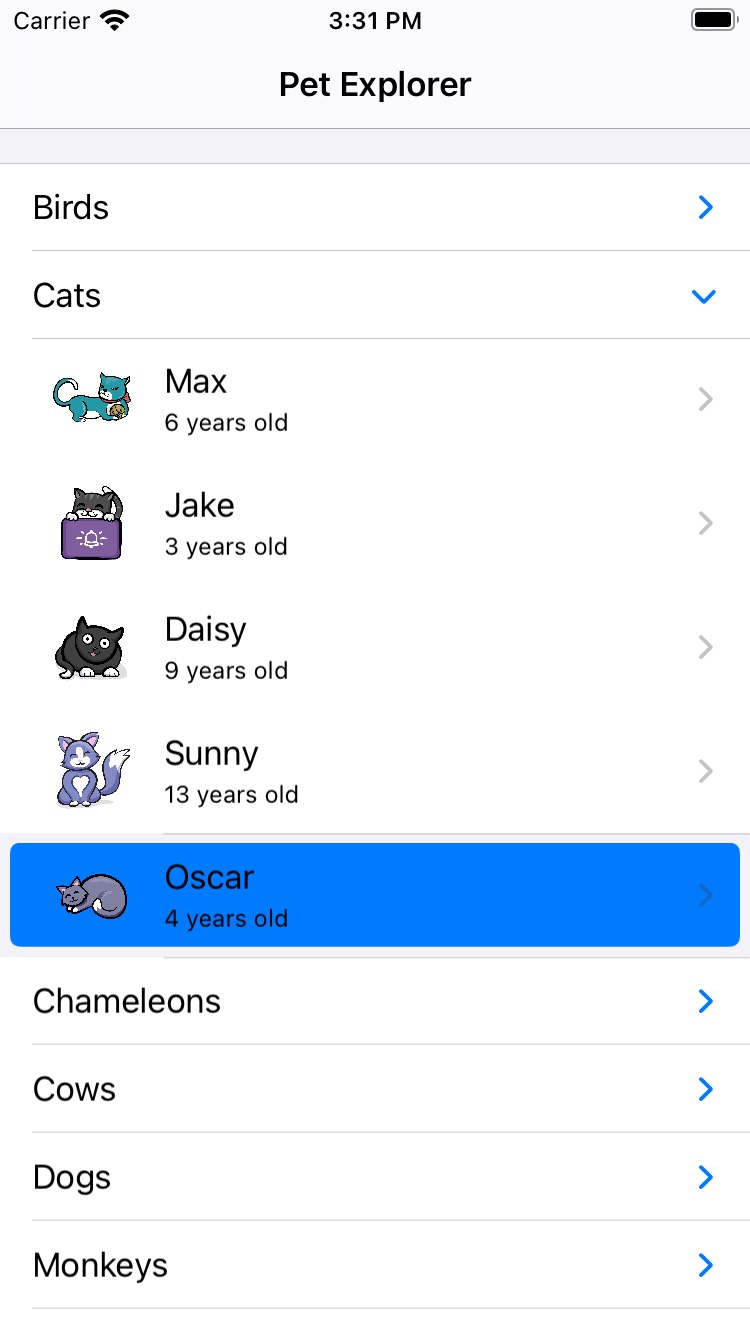 Carrier 3:31 PM
Pet Explorer
Birds
Cats
Max
6 years old
Jake
3 years old
Daisy
9 years old
Sunny
13 years old
Oscar
4 years old
Chameleons
Cows
Dogs
Monkeys